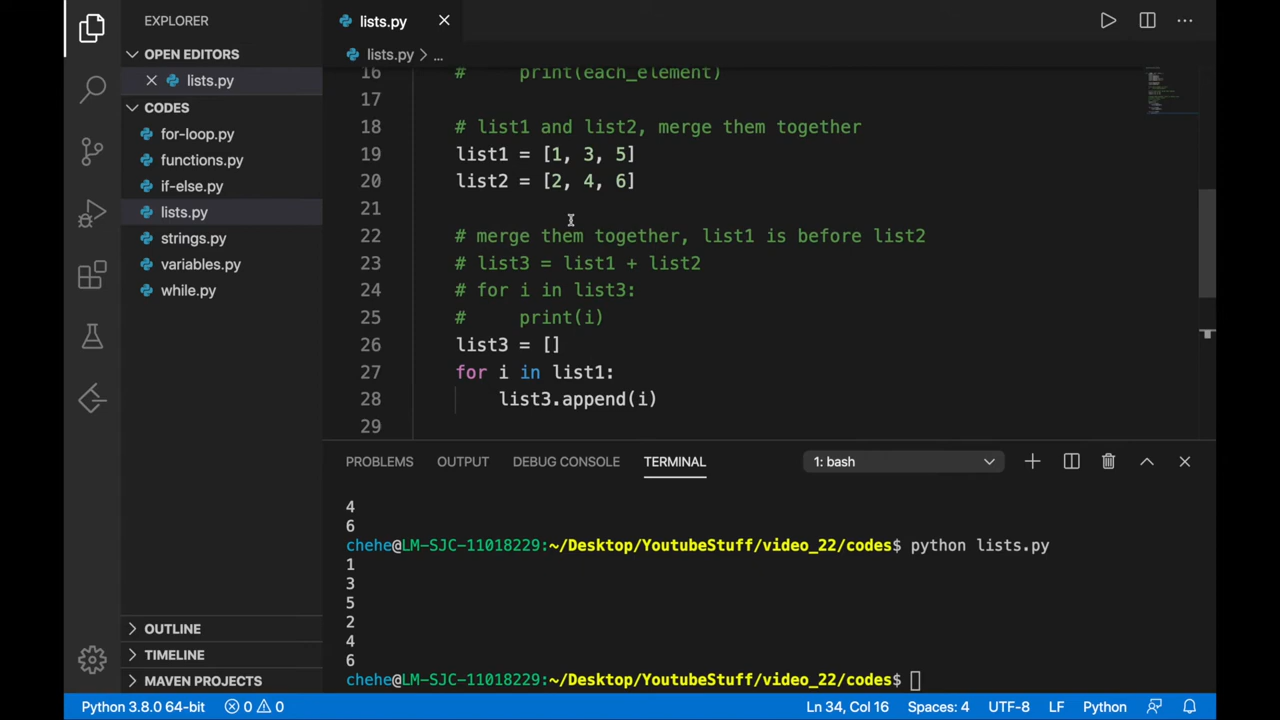 EXPLORER
OPEN EDITORS
lists.py
CODES
for-loop.py
functions.py
if-else.py
lists.py
strings.py
variables.py
while.py
OUTLINE
TIMELINE
MAVEN PROJECTS
lists.py
lists.py > ...
16 # print(each_element)
17
18 # list1 and list2, merge them together
19 list1 = [1, 3, 5]
20 list2 = [2, 4, 6]
21
22 # merge them together, list1 is before list2
23 # list3 = list1 + list2
24 # for i in list3:
25 # print(i)
26 list3 = []
27 for i in list1:
28 list3.append(i)
29
PROBLEMS OUTPUT DEBUG CONSOLE TERMINAL 1: bash
4
6
chehe@LM-SJC-11018229:~/Desktop/YoutubeStuff/video_22/codes$ python lists.py
1
3
5
2
4
6
chehe@LM-SJC-11018229:~/Desktop/YoutubeStuff/video_22/codes$
Python 3.8.0 64-bit 0 0 Ln 34, Col 16 Spaces: 4 UTF-8 LF Python